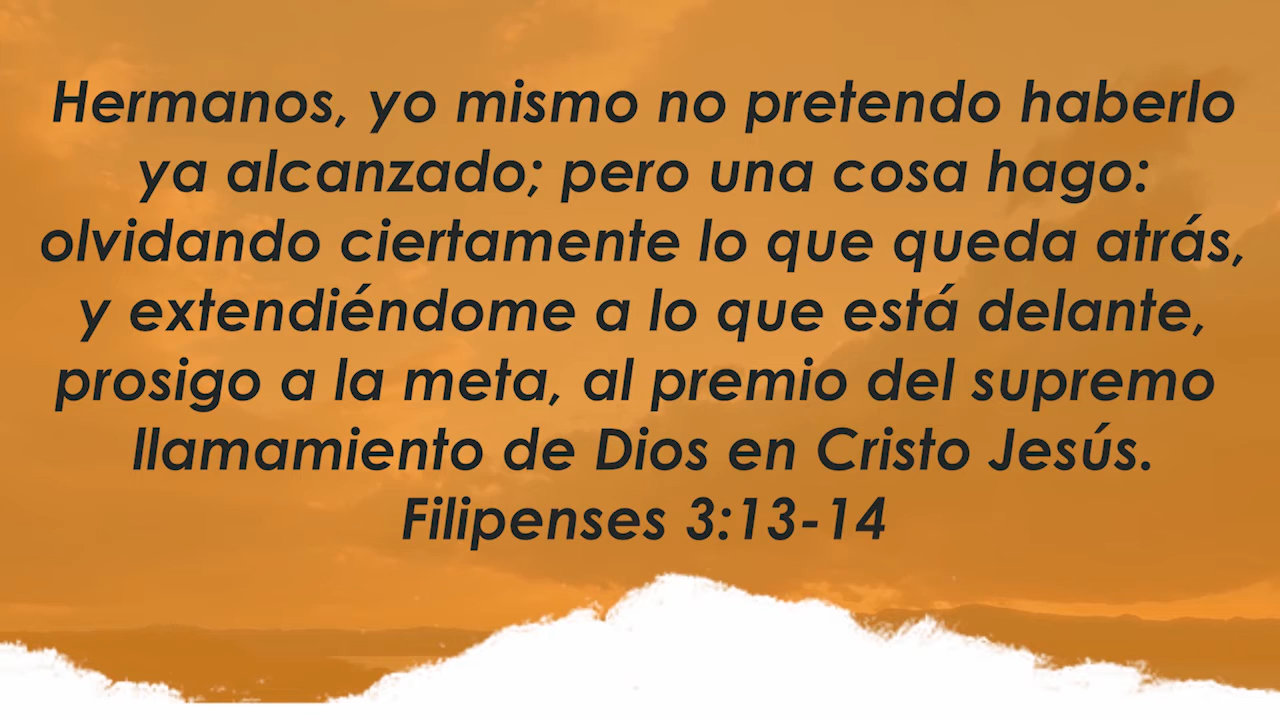 Hermanos, yo mismo no pretendo haberlo
ya alcanzado; pero una cosa hago:
olvidando ciertamente lo que queda atrás,
y extendiéndome a lo que está delante,
prosigo a la meta, al premio del supremo
llamamiento de Dios en Cristo Jesús.
Filipenses 3:13-14